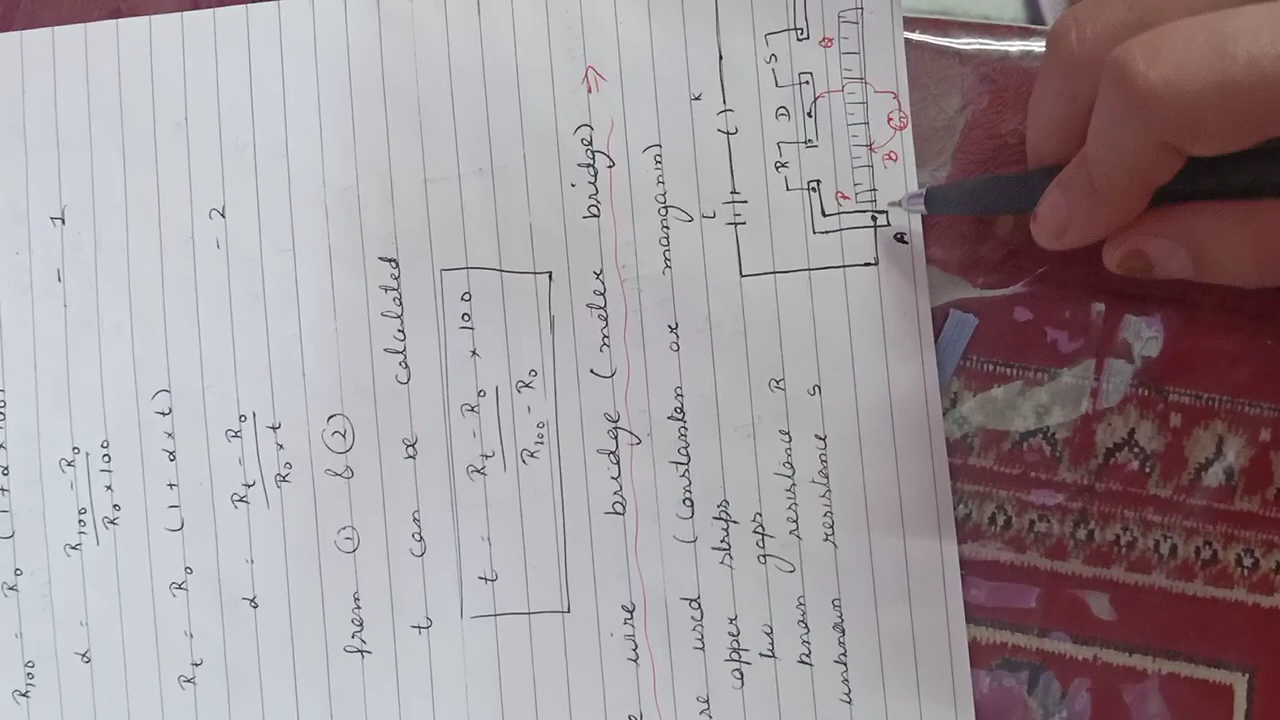 R₁₀₀ = R₀ (1 + α × 100)
α = R₁₀₀ - R₀ / R₀ × 100 - 1
Rₜ = R₀ (1 + α × t)
α = Rₜ - R₀ / R₀ × t - 2
from ① & ②
t can be calculated
t = Rₜ - R₀ / R₁₀₀ - R₀ × 100
wire bridge (meter bridge) ⇒
used (constanten or manganin)
copper strips
gaps
known resistance R
unknown resistance S
E K
R D S
P Q
G
B
A